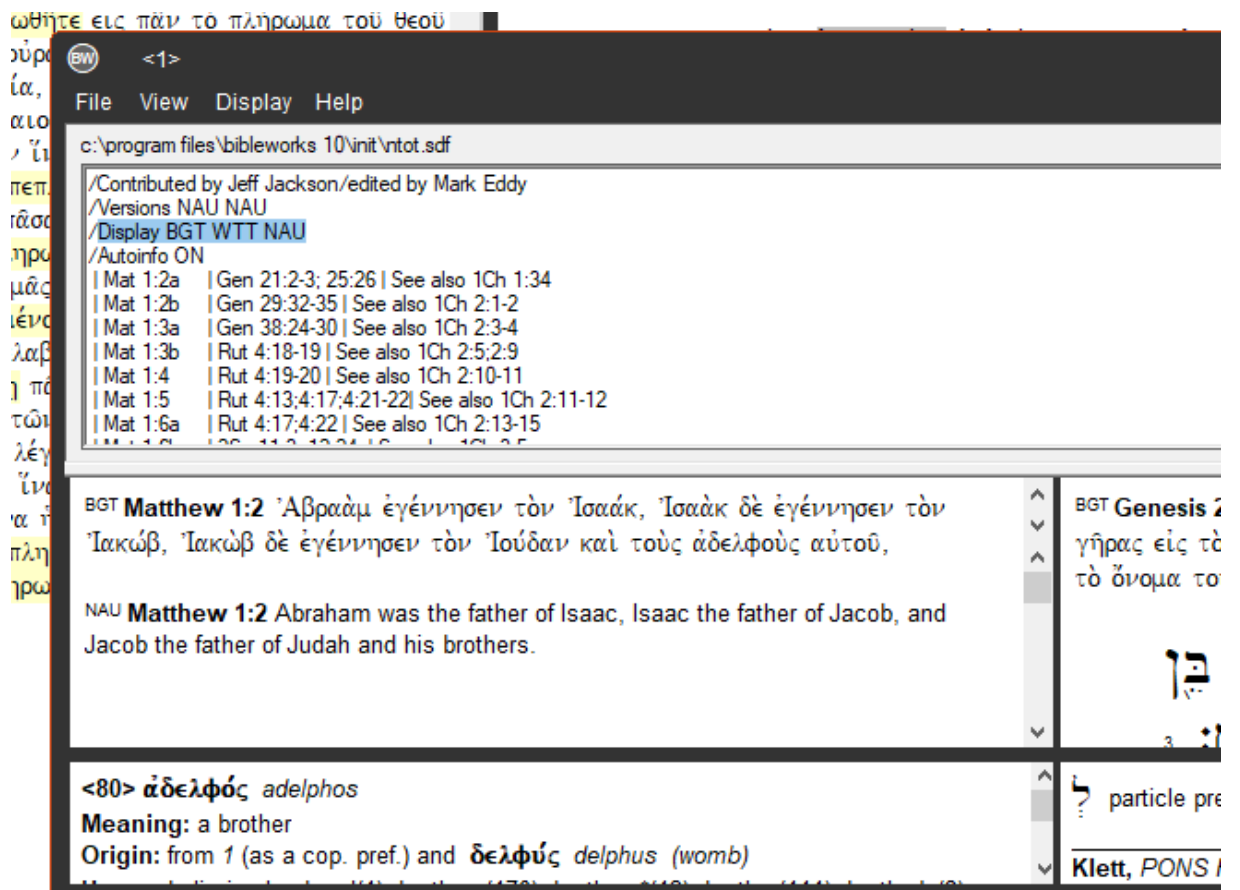 ωθητε εις πᾶν τὸ πλήρωμα τοῦ θεοῦ
BW <1>
File View Display Help
c:\program files\bibleworks 10\init\ntot.sdf
/Contributed by Jeff Jackson/edited by Mark Eddy
/Versions NAU NAU
/Display BGT WTT NAU
/Autoinfo ON
| Mat 1:2a | Gen 21:2-3; 25:26 | See also 1Ch 1:34
| Mat 1:2b | Gen 29:32-35 | See also 1Ch 2:1-2
| Mat 1:3a | Gen 38:24-30 | See also 1Ch 2:3-4
| Mat 1:3b | Rut 4:18-19 | See also 1Ch 2:5;2:9
| Mat 1:4 | Rut 4:19-20 | See also 1Ch 2:10-11
| Mat 1:5 | Rut 4:13;4:17;4:21-22| See also 1Ch 2:11-12
| Mat 1:6a | Rut 4:17;4:22 | See also 1Ch 2:13-15
BGT Matthew 1:2 Ἀβραὰμ ἐγέννησεν τὸν Ἰσαάκ, Ἰσαὰκ δὲ ἐγέννησεν τὸν
Ἰακώβ, Ἰακὼβ δὲ ἐγέννησεν τὸν Ἰούδαν καὶ τοὺς ἀδελφοὺς αὐτοῦ,
NAU Matthew 1:2 Abraham was the father of Isaac, Isaac the father of Jacob, and
Jacob the father of Judah and his brothers.
BGT Genesis 2
γῆρας εἰς τὸ
τὸ ὄνομα το
בֵּן
3
<80> ἀδελφός adelphos
Meaning: a brother
Origin: from 1 (as a cop. pref.) and δελφύς delphus (womb)
לְ particle pre
Klett, PONS